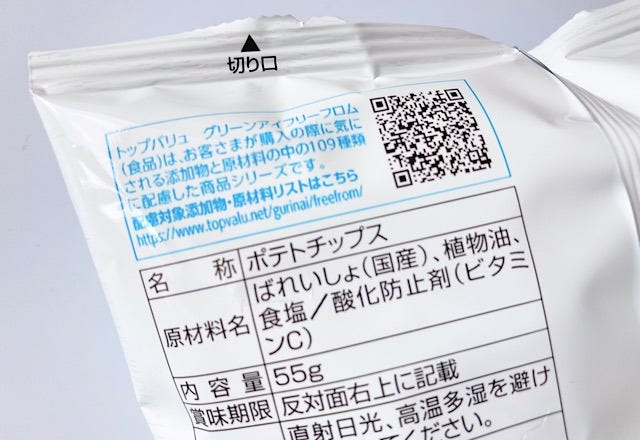 ▲
切り口
トップバリュ グリーンアイフリーフロム
(食品)は、お客さまが購入の際に気に
される添加物と原材料の中の109種類
に配慮した商品シリーズです。
配慮対象添加物・原材料リストはこちら
https://www.topvalu.net/gurinai/freefrom/
名 称 ポテトチップス
原材料名 ばれいしょ(国産)、植物油、
食塩/酸化防止剤(ビタミ
ンC)
内容量 55g
賞味期限 反対面右上に記載
直射日光、高温多湿を避け
ください。